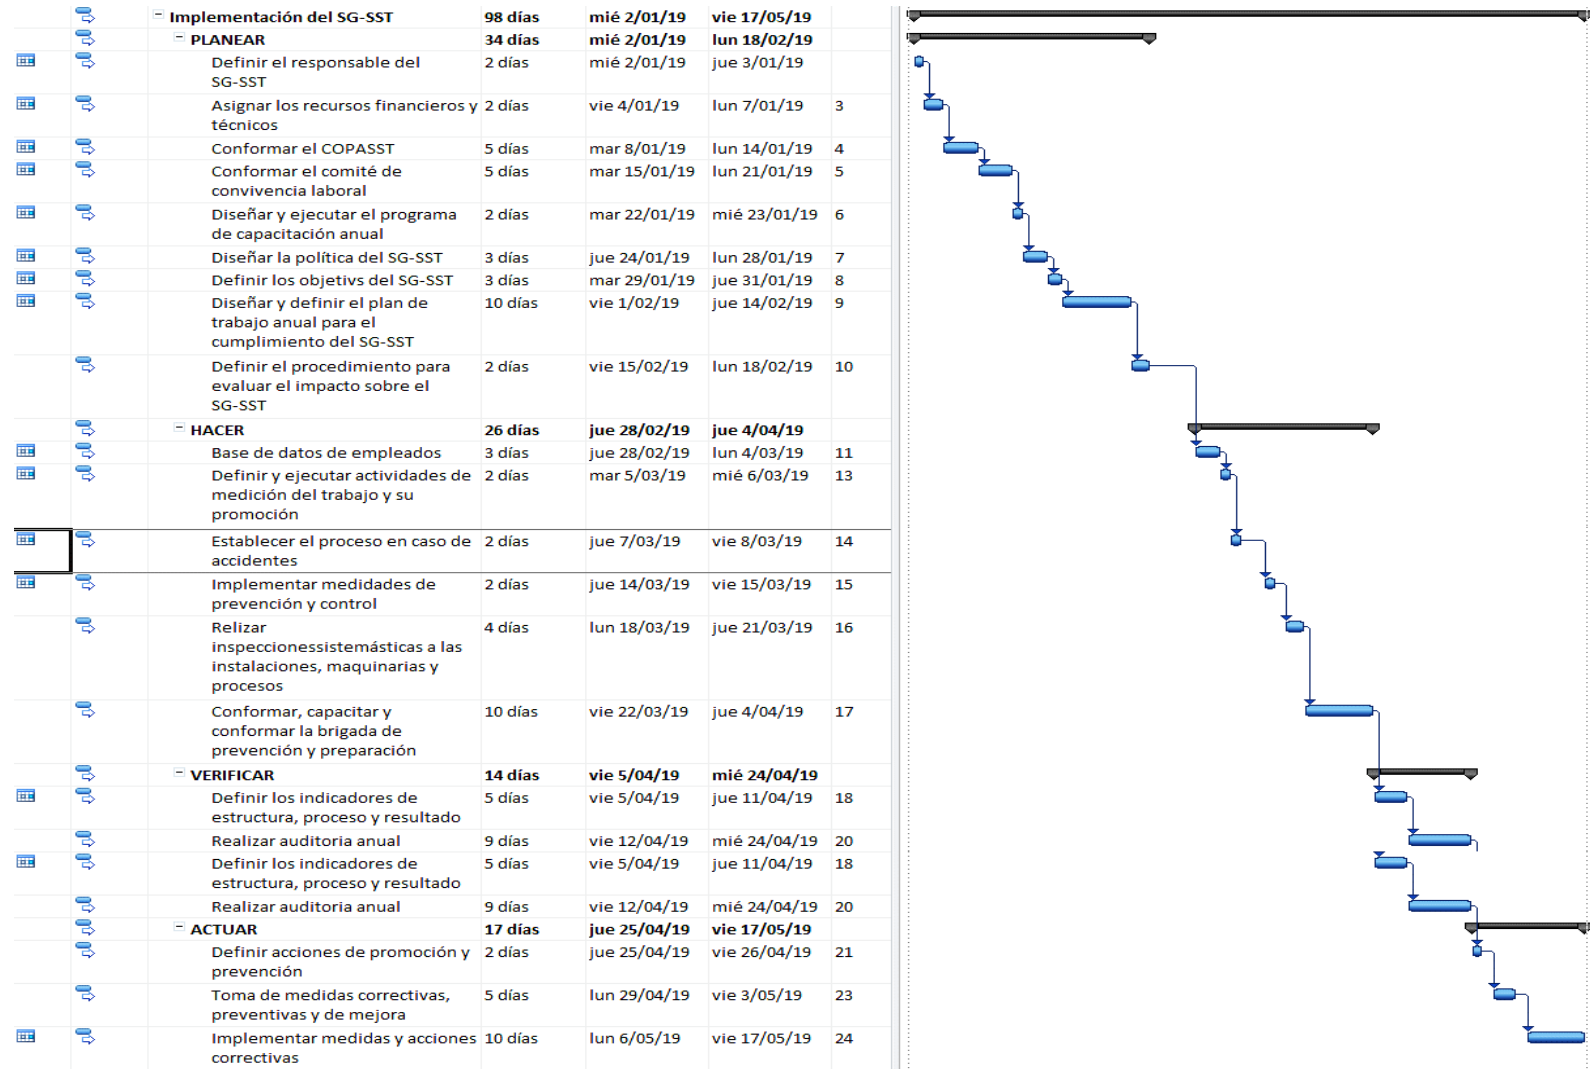 Implementación del SG-SST 98 días mié 2/01/19 vie 17/05/19
PLANEAR 34 días mié 2/01/19 lun 18/02/19
Definir el responsable del 2 días mié 2/01/19 jue 3/01/19
SG-SST
Asignar los recursos financieros y 2 días vie 4/01/19 lun 7/01/19 3
técnicos
Conformar el COPASST 5 días mar 8/01/19 lun 14/01/19 4
Conformar el comité de 5 días mar 15/01/19 lun 21/01/19 5
convivencia laboral
Diseñar y ejecutar el programa 2 días mar 22/01/19 mié 23/01/19 6
de capacitación anual
Diseñar la política del SG-SST 3 días jue 24/01/19 lun 28/01/19 7
Definir los objetivs del SG-SST 3 días mar 29/01/19 jue 31/01/19 8
Diseñar y definir el plan de 10 días vie 1/02/19 jue 14/02/19 9
trabajo anual para el
cumplimiento del SG-SST
Definir el procedimiento para 2 días vie 15/02/19 lun 18/02/19 10
evaluar el impacto sobre el
SG-SST
HACER 26 días jue 28/02/19 jue 4/04/19
Base de datos de empleados 3 días jue 28/02/19 lun 4/03/19 11
Definir y ejecutar actividades de 2 días mar 5/03/19 mié 6/03/19 13
medición del trabajo y su
promoción
Establecer el proceso en caso de 2 días jue 7/03/19 vie 8/03/19 14
accidentes
Implementar medidades de 2 días jue 14/03/19 vie 15/03/19 15
prevención y control
Relizar 4 días lun 18/03/19 jue 21/03/19 16
inspeccionessistemásticas a las
instalaciones, maquinarias y
procesos
Conformar, capacitar y 10 días vie 22/03/19 jue 4/04/19 17
conformar la brigada de
prevención y preparación
VERIFICAR 14 días vie 5/04/19 mié 24/04/19
Definir los indicadores de 5 días vie 5/04/19 jue 11/04/19 18
estructura, proceso y resultado
Realizar auditoria anual 9 días vie 12/04/19 mié 24/04/19 20
Definir los indicadores de 5 días vie 5/04/19 jue 11/04/19 18
estructura, proceso y resultado
Realizar auditoria anual 9 días vie 12/04/19 mié 24/04/19 20
ACTUAR 17 días jue 25/04/19 vie 17/05/19
Definir acciones de promoción y 2 días jue 25/04/19 vie 26/04/19 21
prevención
Toma de medidas correctivas, 5 días lun 29/04/19 vie 3/05/19 23
preventivas y de mejora
Implementar medidas y acciones 10 días lun 6/05/19 vie 17/05/19 24
correctivas